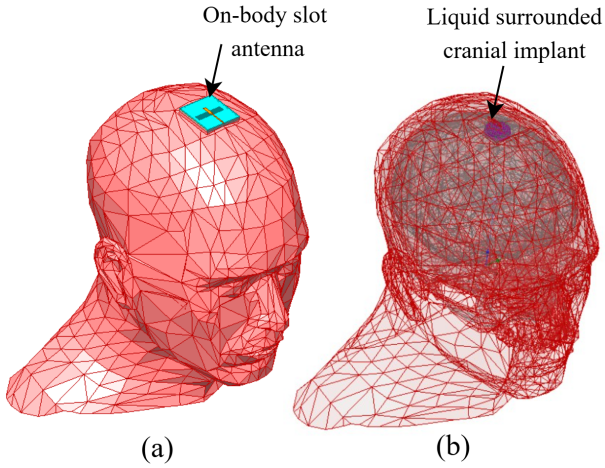 On-body slot
antenna
Liquid surrounded
cranial implant
(a)
(b)